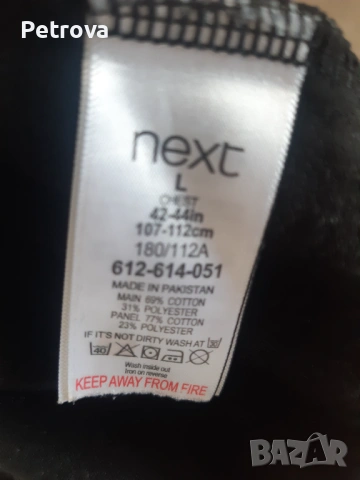 Petrova
next
L
CHEST
42-44in
107-112cm
180/112A
612-614-051
MADE IN PAKISTAN
MAIN 69% COTTON
31% POLYESTER
PANEL 77% COTTON
23% POLYESTER
IF IT'S NOT DIRTY WASH AT 30
40
Wash inside out
Iron on reverse
KEEP AWAY FROM FIRE
BAZAR